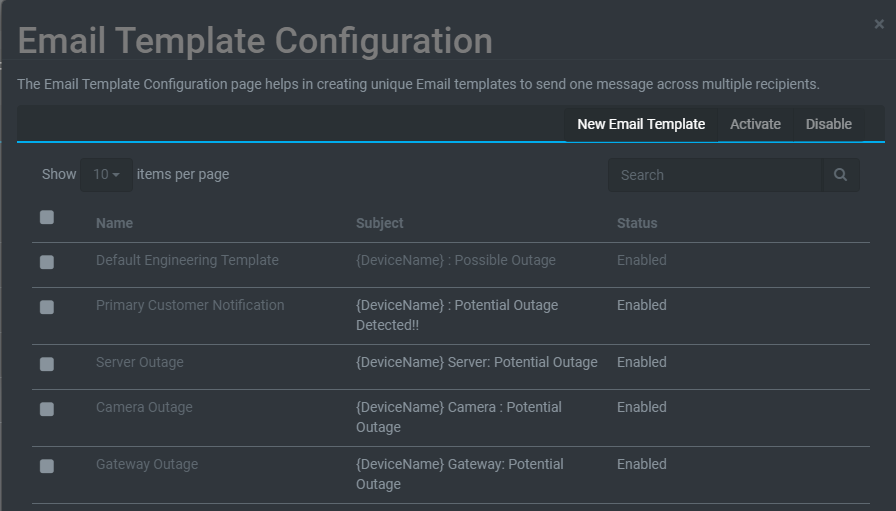 Email Template Configuration
×
The Email Template Configuration page helps in creating unique Email templates to send one message across multiple recipients.
New Email Template Activate Disable
Show 10 items per page Search
Name Subject Status
Default Engineering Template {DeviceName} : Possible Outage Enabled
Primary Customer Notification {DeviceName} : Potential Outage Enabled
Detected!!
Server Outage {DeviceName} Server: Potential Outage Enabled
Camera Outage {DeviceName} Camera : Potential Enabled
Outage
Gateway Outage {DeviceName} Gateway: Potential Enabled
Outage